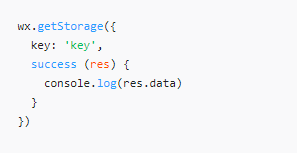 wx.getStorage({
  key: 'key',
  success (res) {
    console.log(res.data)
  }
})